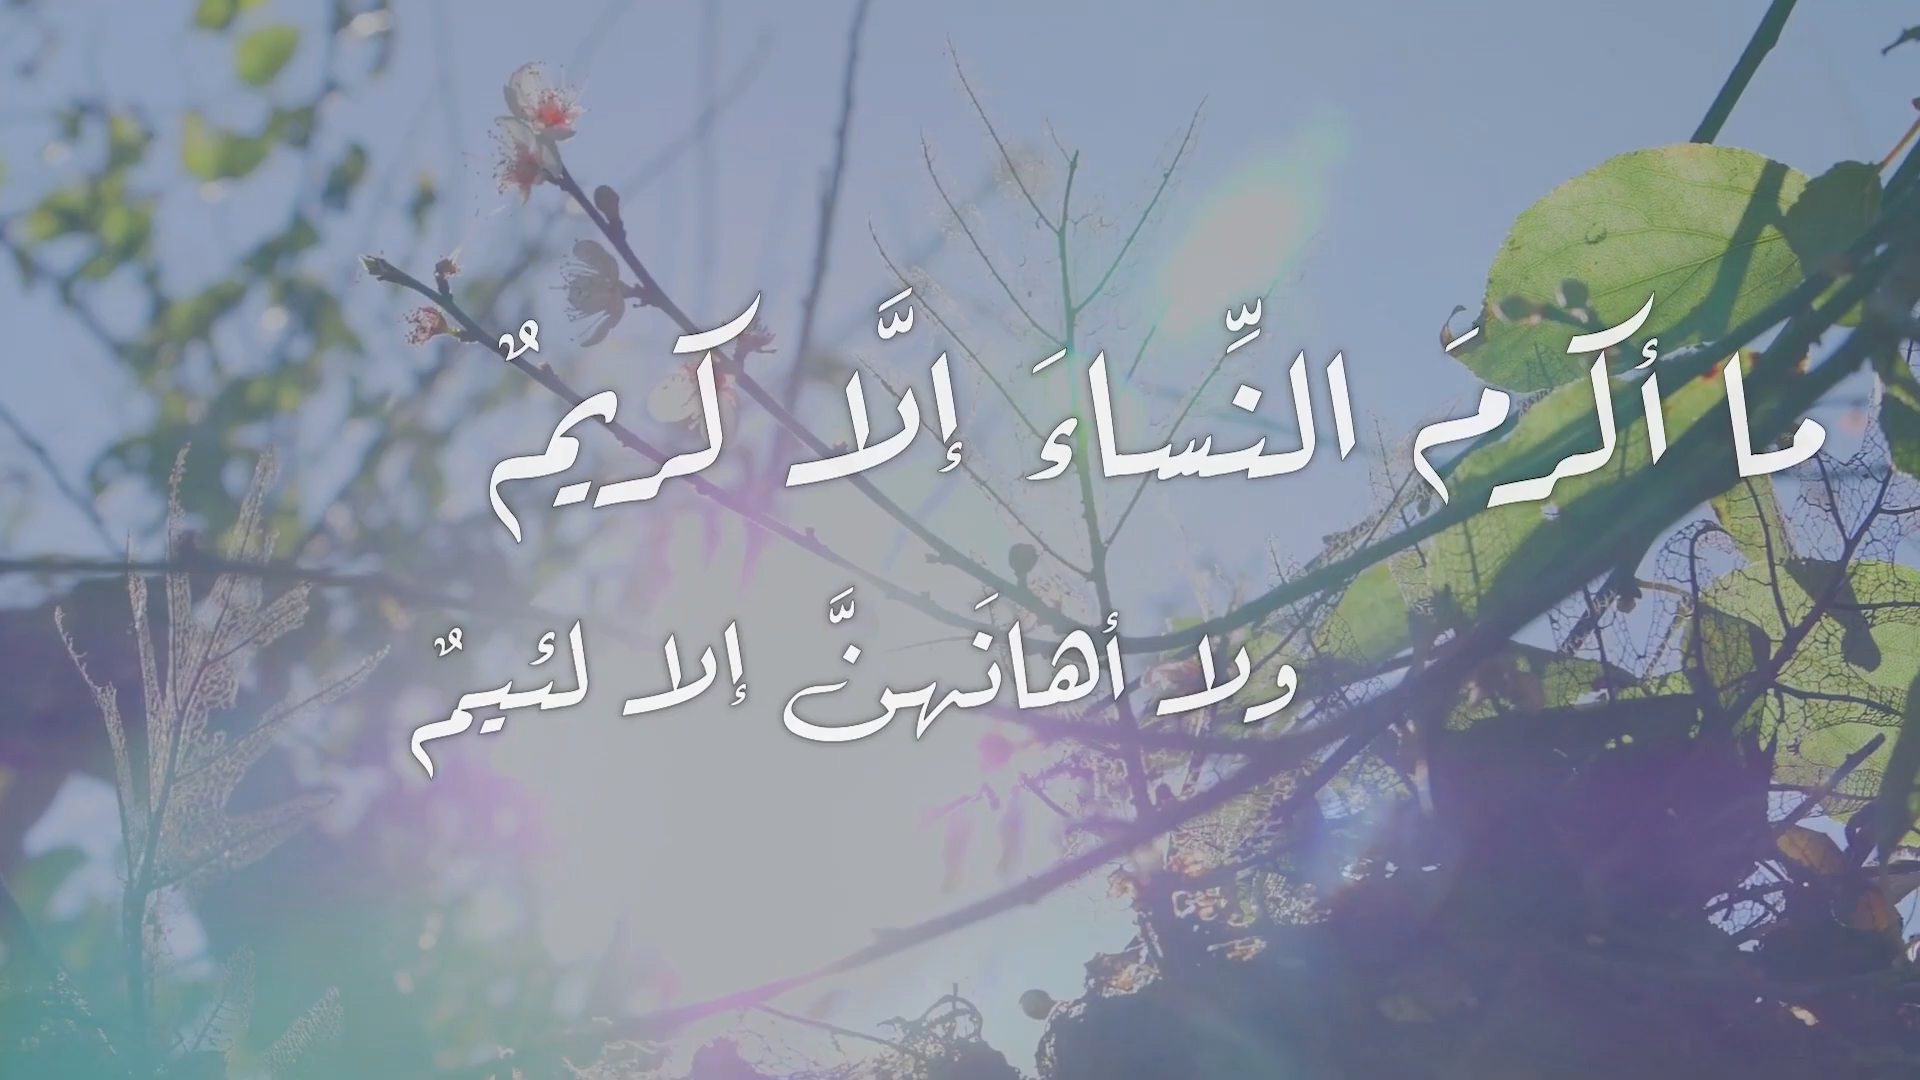 ما أكرمَ النِّساءَ إلَّا كريمٌ
ولا أهانَهنَّ إلا لئيمٌ